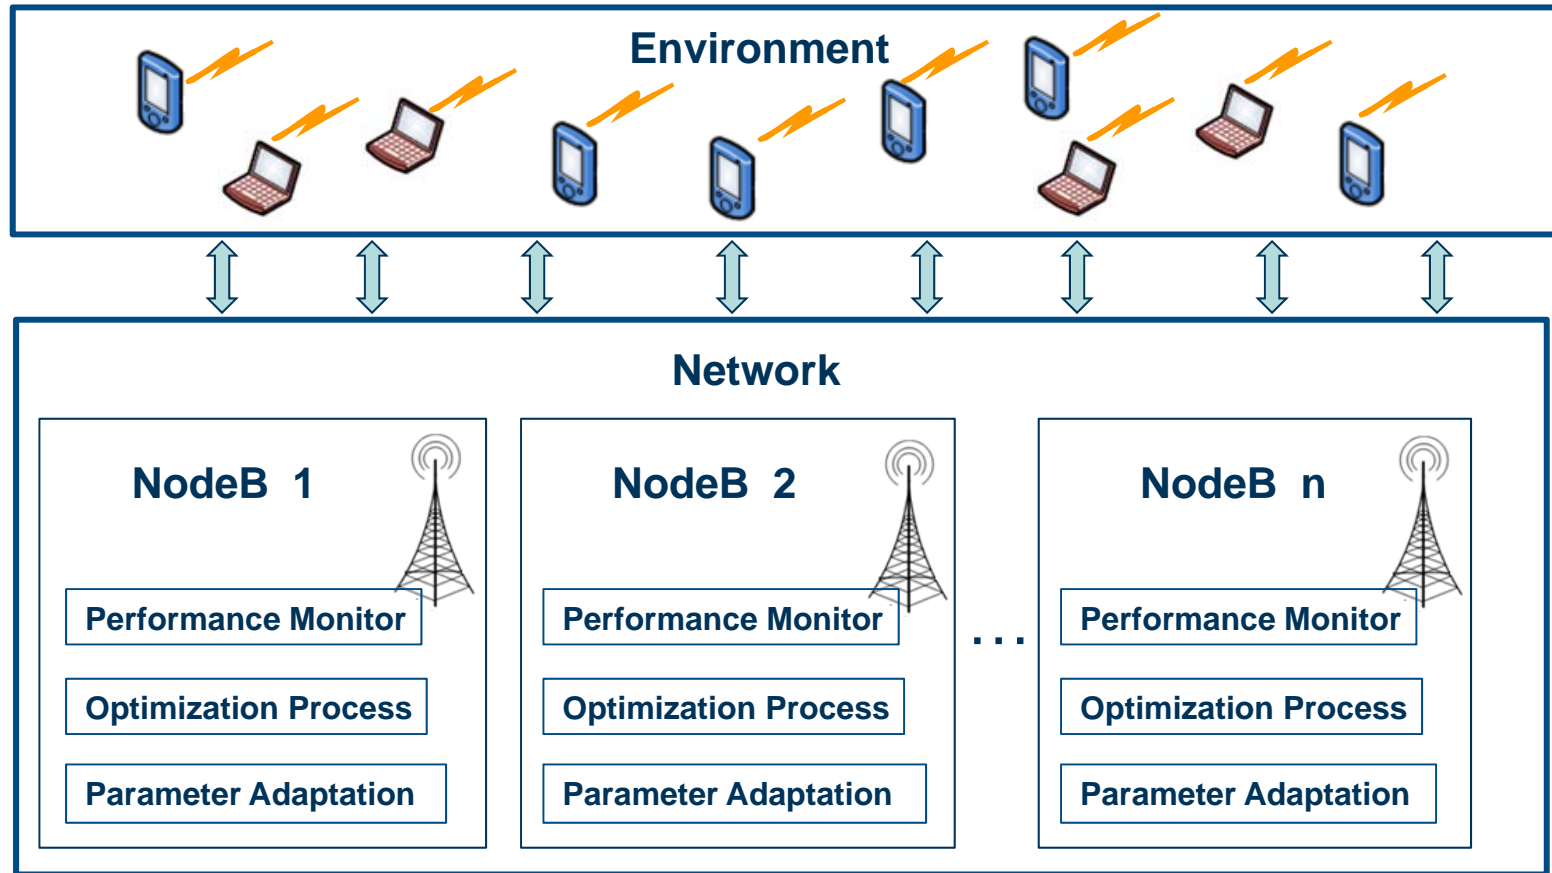 Environment
Network
NodeB 1
Performance Monitor
Optimization Process
Parameter Adaptation
NodeB 2
Performance Monitor
Optimization Process
Parameter Adaptation
...
NodeB n
Performance Monitor
Optimization Process
Parameter Adaptation